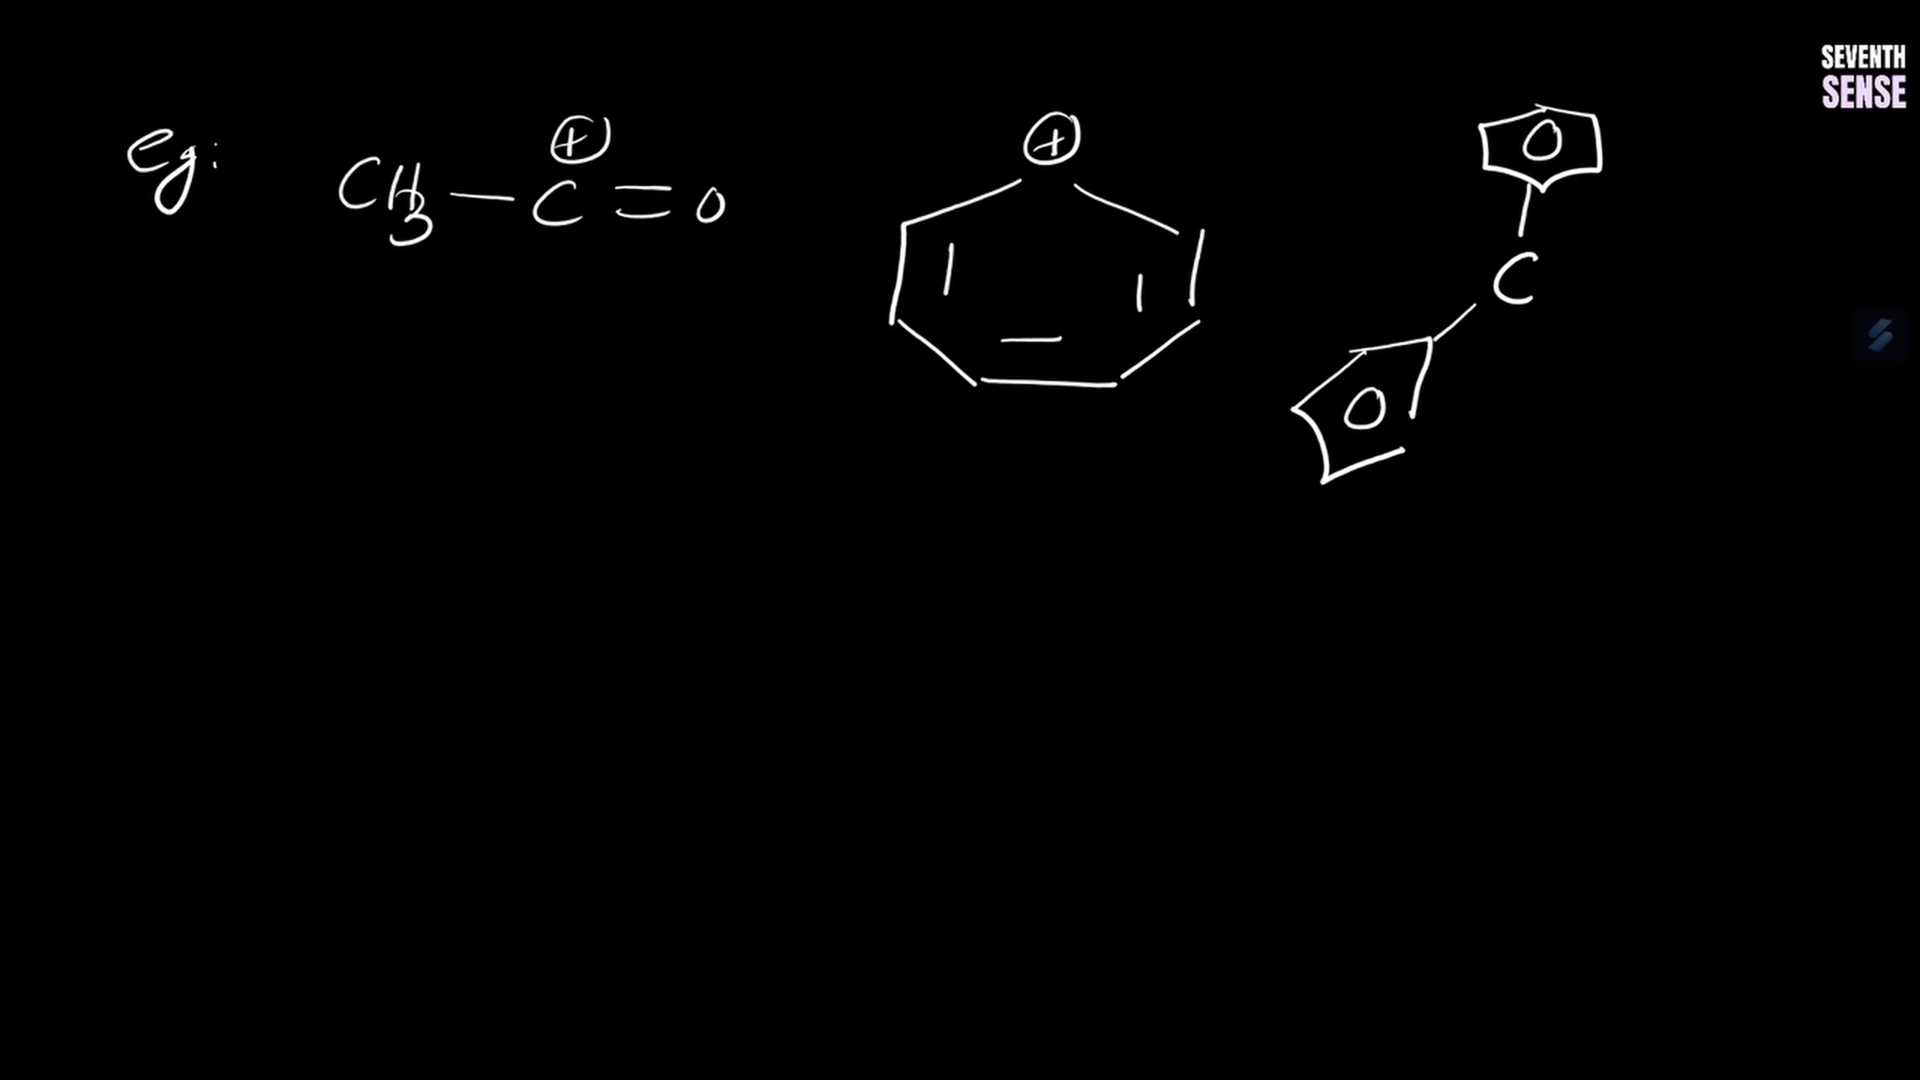 SEVENTH
SENSE
eg: CH3 — C = O
⊕
⊕
C